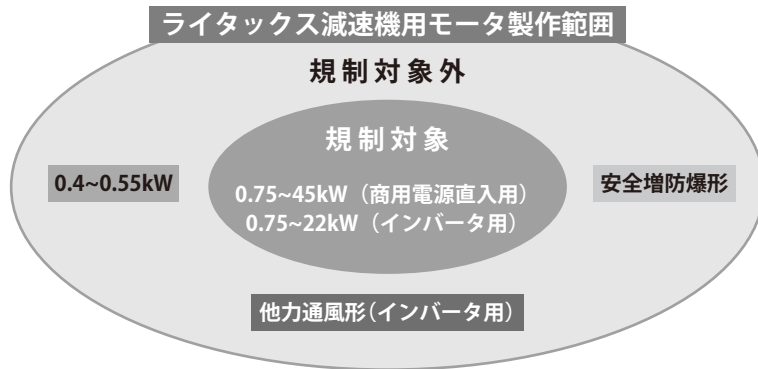 ライタックス減速機用モータ製作範囲
規制対象外
規制対象
0.4~0.55kW
0.75~45kW（商用電源直入用）
0.75~22kW（インバータ用）
安全増防爆形
他力通風形（インバータ用）